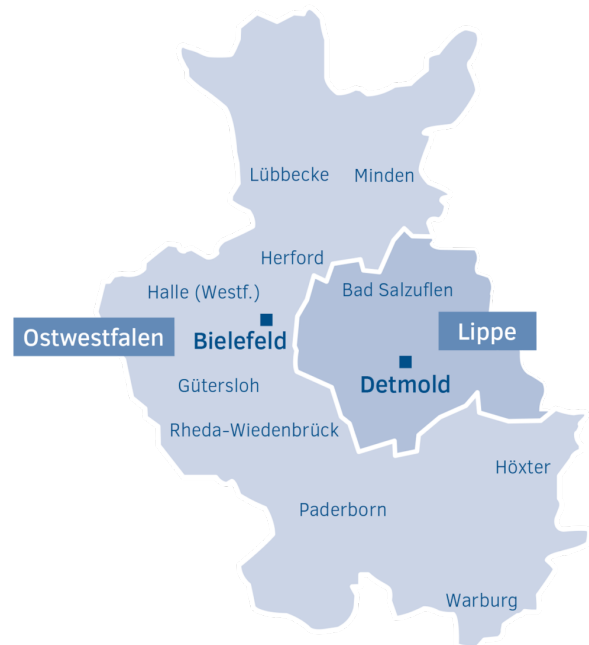 Lübbecke
Minden
Herford
Halle (Westf.)
Bad Salzuflen
Ostwestfalen
Bielefeld
Lippe
Gütersloh
Detmold
Rheda-Wiedenbrück
Höxter
Paderborn
Warburg